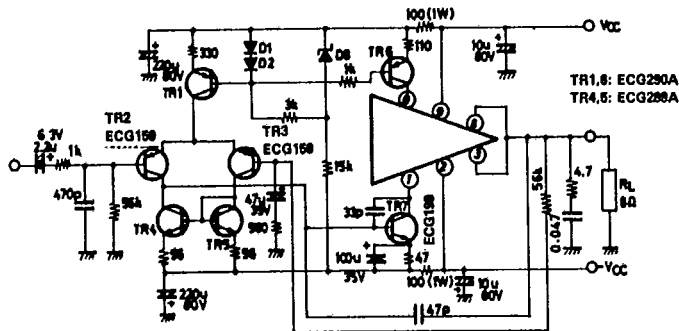 100 (1W)
VCC
220u 80V
330
D1
D2
D8
TR6
110
10u 80V
TR1
1k
TR1,6: ECG290A
TR4,5: ECG288A
3k
TR2
ECG159
TR3
ECG159
6.3V
2.2u
1k
470p
56k
15k
47u
35V
560
TR4
TR5
56
56
220u
80V
33p
TR7
ECG199
100u
35V
47
100 (1W)
10u
80V
47p
56k
4.7
0.047
RL
8Ω
-VCC
1
2